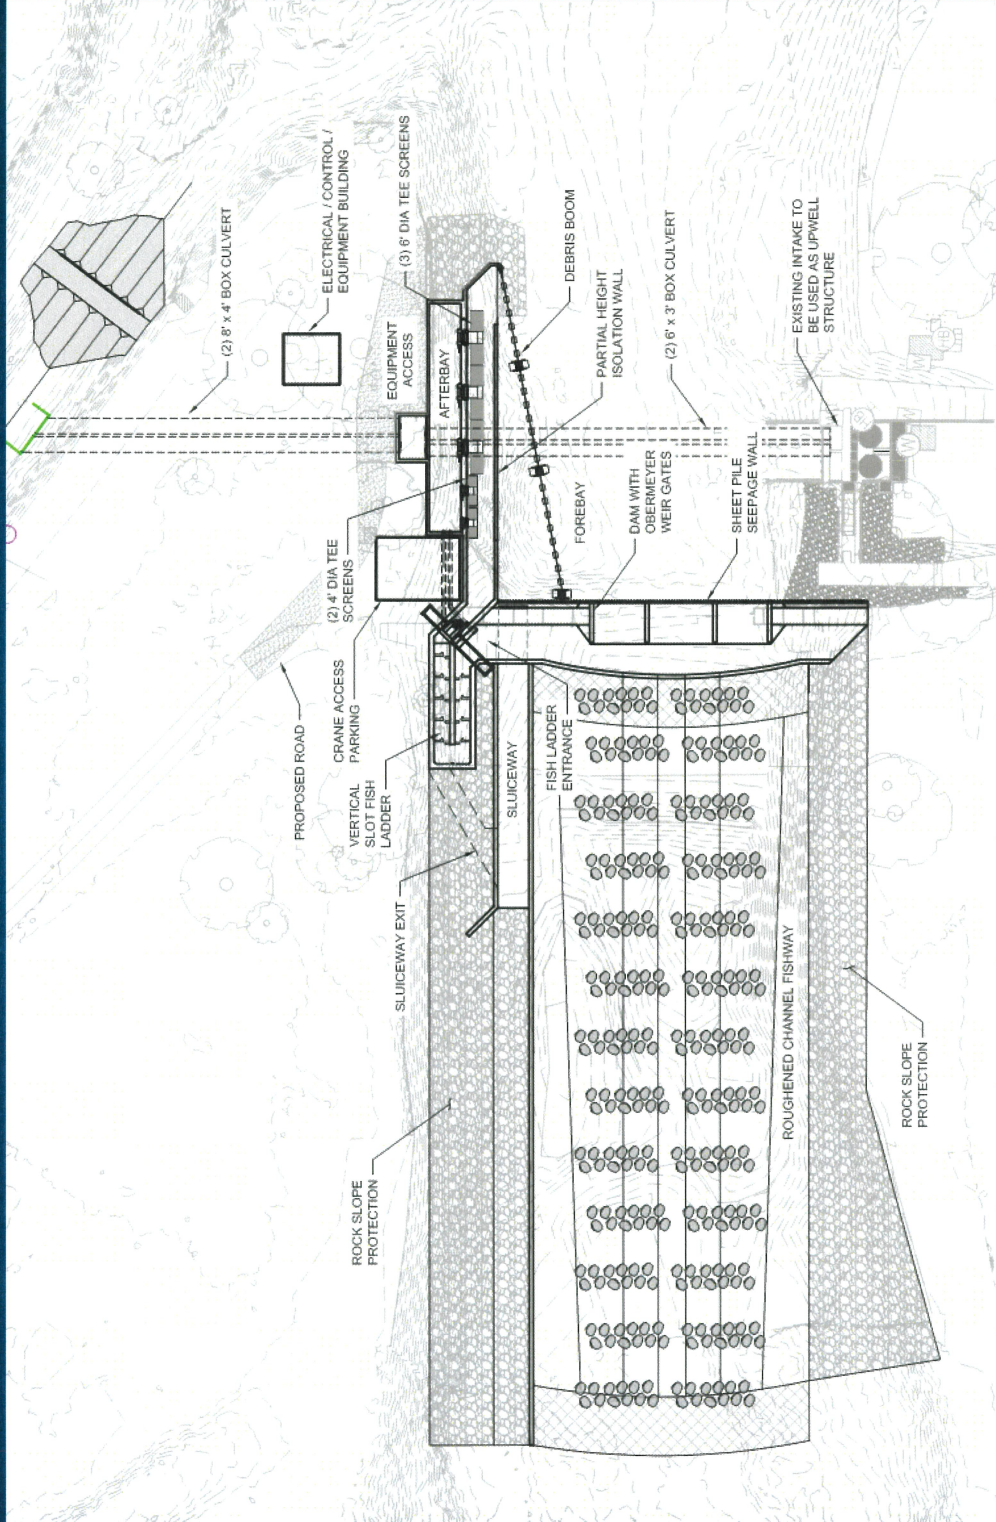 (2) 8' x 4' BOX CULVERT
ELECTRICAL / CONTROL /
EQUIPMENT BUILDING
EQUIPMENT
ACCESS
(3) 6' DIA TEE SCREENS
AFTERBAY
DEBRIS BOOM
PARTIAL HEIGHT
ISOLATION WALL
(2) 6' x 3' BOX CULVERT
EXISTING INTAKE TO
BE USED AS UPWELL
STRUCTURE
(2) 4' DIA TEE
SCREENS
FOREBAY
DAM WITH
OBERMEYER
WEIR GATES
SHEET PILE
SEEPAGE WALL
PROPOSED ROAD
CRANE ACCESS
PARKING
VERTICAL
SLOT FISH
LADDER
SLUICEWAY
FISH LADDER
ENTRANCE
SLUICEWAY EXIT
ROUGHENED CHANNEL FISHWAY
ROCK SLOPE
PROTECTION
ROCK SLOPE
PROTECTION
W
W
W